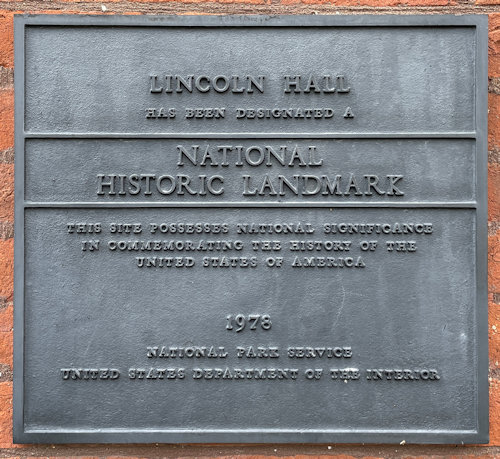 LINCOLN HALL
HAS BEEN DESIGNATED A
NATIONAL
HISTORIC LANDMARK
THIS SITE POSSESSES NATIONAL SIGNIFICANCE
IN COMMEMORATING THE HISTORY OF THE
UNITED STATES OF AMERICA
1978
NATIONAL PARK SERVICE
UNITED STATES DEPARTMENT OF THE INTERIOR